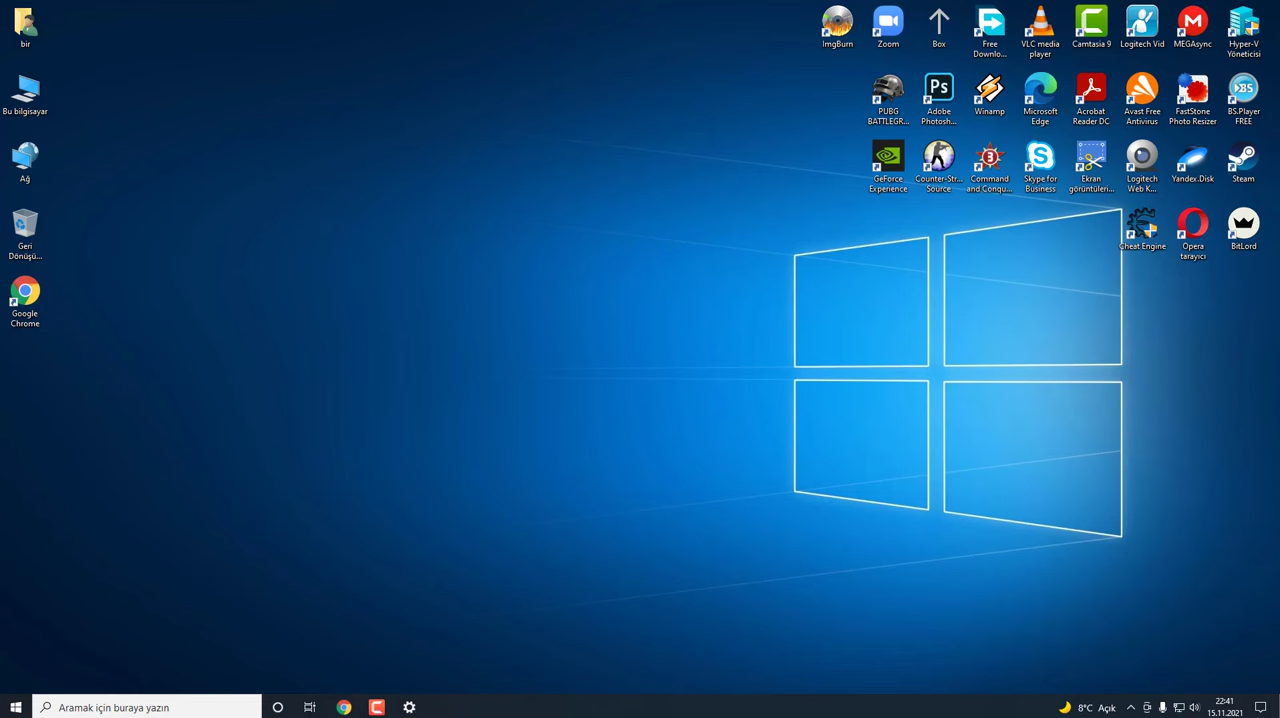 bir
Bu bilgisayar
Ağ
Geri
Dönüşü...
Google
Chrome
ImgBurn
Zoom
Box
Free
Downlo...
VLC media
player
Camtasia 9
Logitech Vid
MEGAsync
Hyper-V
Yöneticisi
PUBG
BATTLEGR...
Ps
Adobe
Photosh...
Winamp
Microsoft
Edge
Acrobat
Reader DC
Avast Free
Antivirus
FastStone
Photo Resizer
BS
BS.Player
FREE
GeForce
Experience
Counter-Str...
Source
3
Command
and Conqu...
Skype for
Business
Ekran
görüntüleri...
Logitech
Web K...
Yandex.Disk
Steam
Cheat Engine
Opera
tarayıcı
BitLord
Aramak için buraya yazın
8°C Açık
22:41
15.11.2021